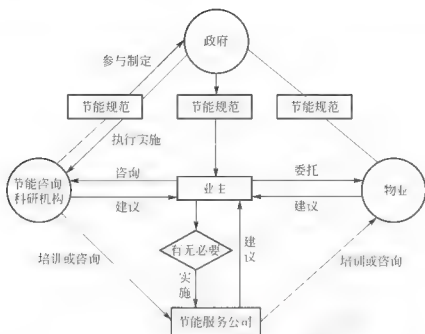 政府
参与制定
节能规范
节能规范
节能规范
执行实施
节能咨询
科研机构
咨询
建议
业主
委托
建议
物业
有无必要
建议
实施
培训或咨询
培训或咨询
节能服务公司